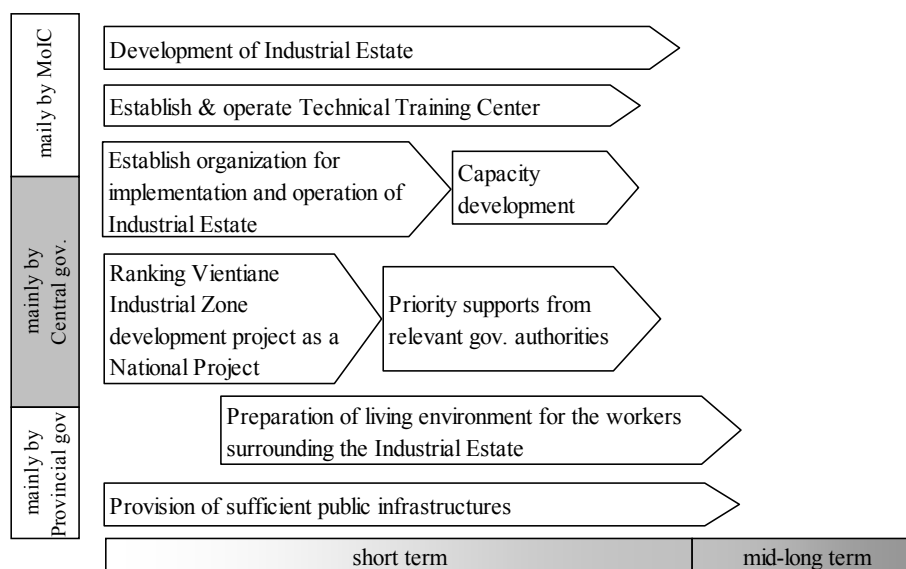 maily by MoIC
Development of Industrial Estate
Establish & operate Technical Training Center
Establish organization for
implementation and operation of
Industrial Estate
Capacity
development
mainly by
Central gov.
Ranking Vientiane
Industrial Zone
development project as a
National Project
Priority supports from
relevant gov. authorities
mainly by
Provincial gov
Preparation of living environment for the workers
surrounding the Industrial Estate
Provision of sufficient public infrastructures
short term
mid-long term